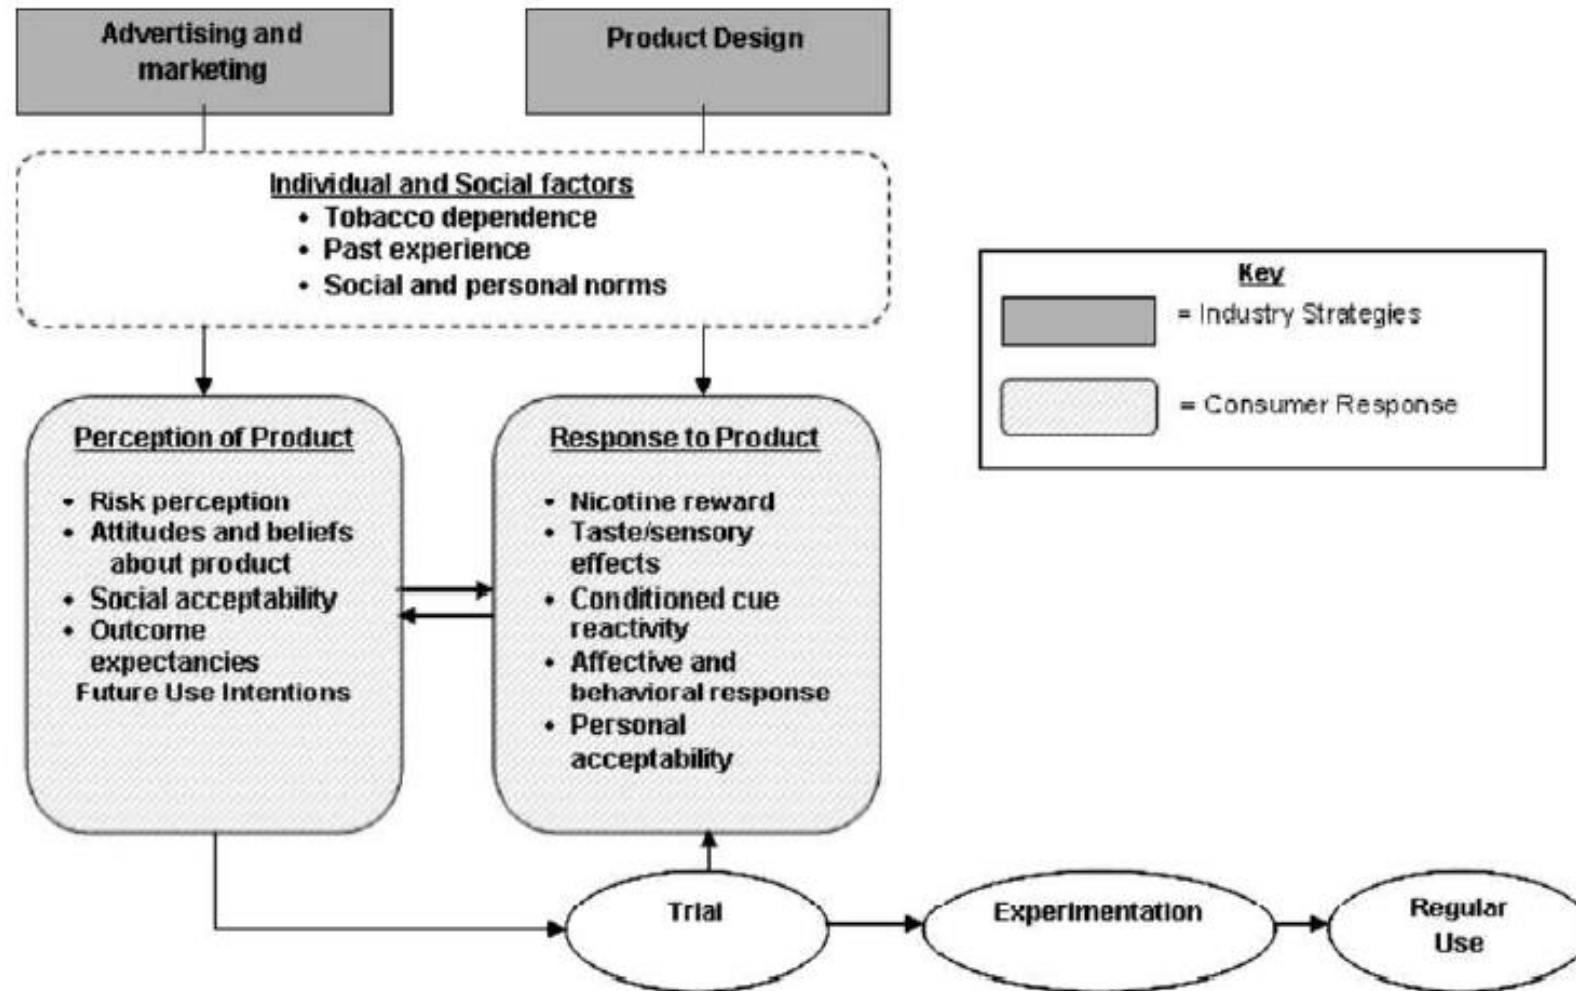 Advertising and
marketing
Product Design
Individual and Social factors
• Tobacco dependence
• Past experience
• Social and personal norms
Key
= Industry Strategies
= Consumer Response
Perception of Product
• Risk perception
• Attitudes and beliefs
about product
• Social acceptability
• Outcome
expectancies
Future Use Intentions
Response to Product
• Nicotine reward
• Taste/sensory
effects
• Conditioned cue
reactivity
• Affective and
behavioral response
• Personal
acceptability
Trial
Experimentation
Regular
Use